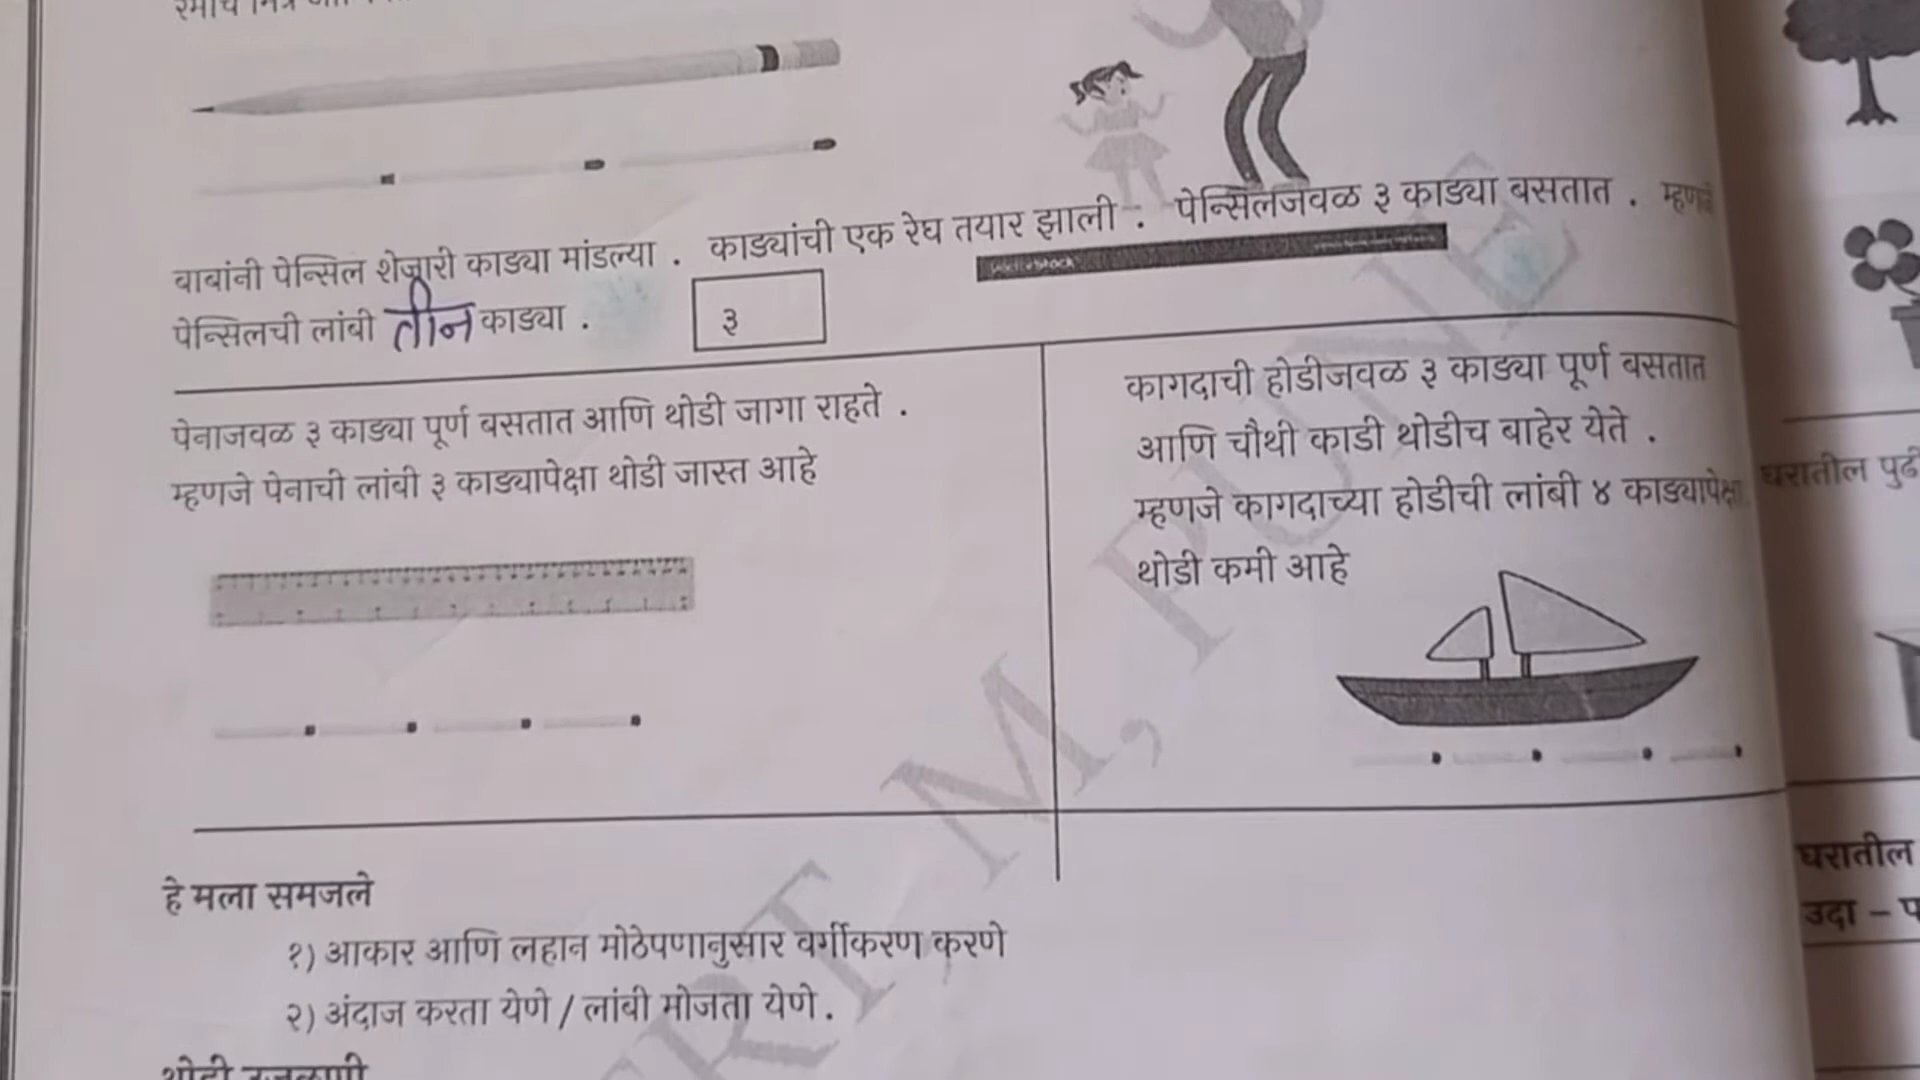 बाबांनी पेन्सिल शेजारी काड्या मांडल्या . काड्यांची एक रेघ तयार झाली . पेन्सिलजवळ ३ काड्या बसतात . म्हणजे
पेन्सिलची लांबी तीन काड्या .
३
पेनाजवळ ३ काड्या पूर्ण बसतात आणि थोडी जागा राहते .
म्हणजे पेनाची लांबी ३ काड्यापेक्षा थोडी जास्त आहे
कागदाची होडीजवळ ३ काड्या पूर्ण बसतात
आणि चौथी काडी थोडीच बाहेर येते .
म्हणजे कागदाच्या होडीची लांबी ४ काड्यापेक्षा
थोडी कमी आहे
हे मला समजले
१) आकार आणि लहान मोठेपणानुसार वर्गीकरण करणे
२) अंदाज करता येणे / लांबी मोजता येणे .
घरातील
घरातील
उदा –